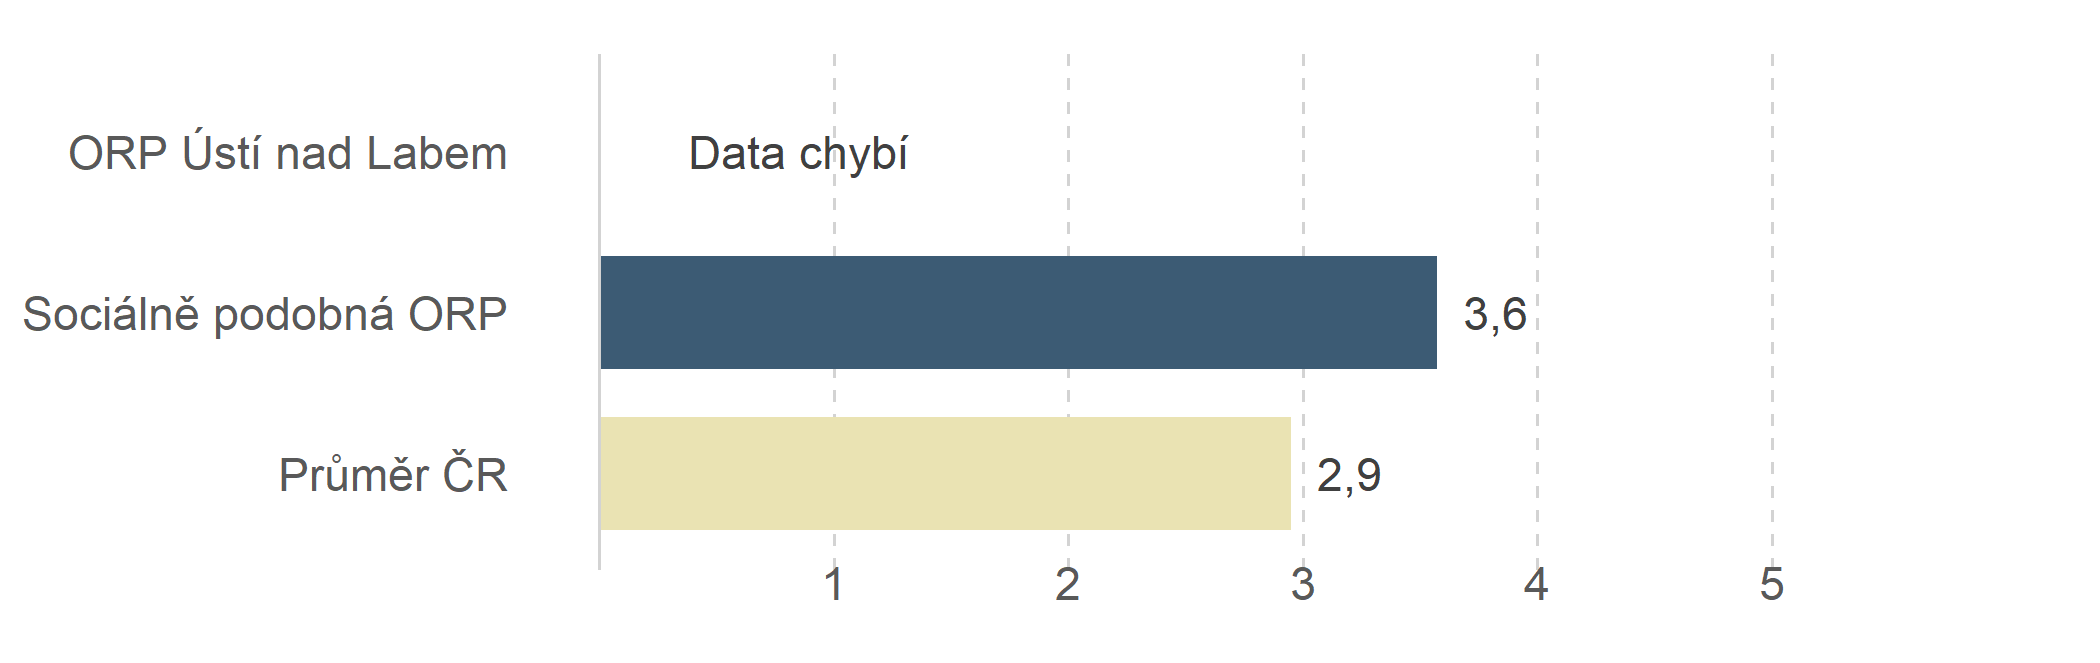 ORP Ústí nad Labem
Data chybí
Sociálně podobná ORP
3,6
Průměr ČR
2,9
1 2 3 4 5